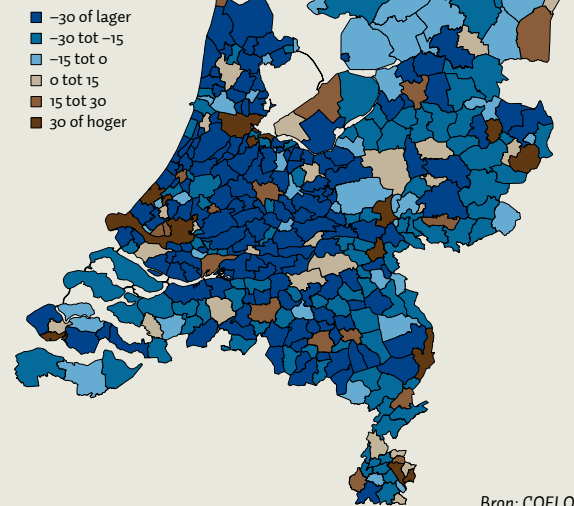 –30 of lager
–30 tot –15
–15 tot 0
0 tot 15
15 tot 30
30 of hoger
Bron: COELO